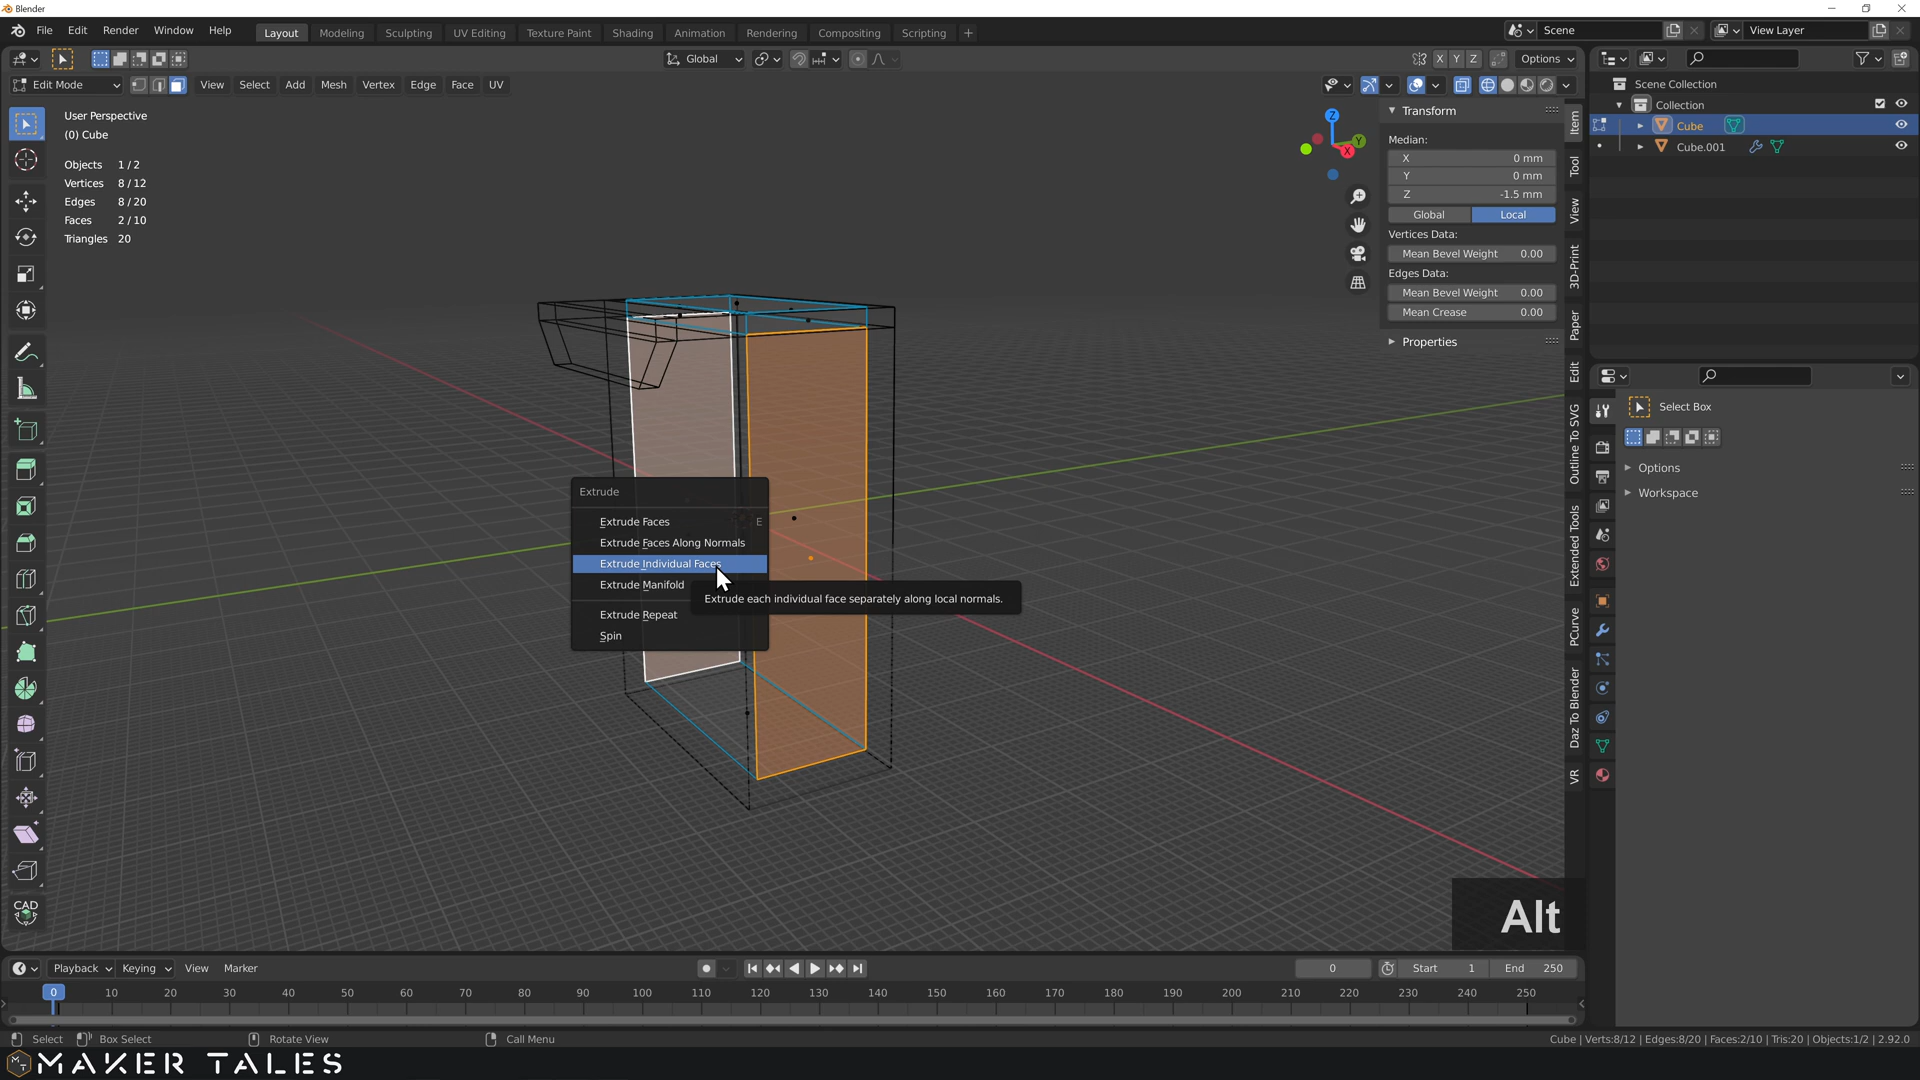 Blender
File Edit Render Window Help
Layout Modeling Sculpting UV Editing Texture Paint Shading Animation Rendering Compositing Scripting +
Scene
View Layer
Global
X Y Z
Options
Edit Mode
View Select Add Mesh Vertex Edge Face UV
User Perspective
(0) Cube
Objects 1 / 2
Vertices 8 / 12
Edges 8 / 20
Faces 2 / 10
Triangles 20
Z
Y
X
Transform
Median:
X 0 mm
Y 0 mm
Z -1.5 mm
Global Local
Vertices Data:
Mean Bevel Weight 0.00
Edges Data:
Mean Bevel Weight 0.00
Mean Crease 0.00
Properties
Item
Tool
View
3D-Print
Paper
Edit
Outline To SVG
Extended Tools
PCurve
Daz To Blender
VR
Scene Collection
Collection
Cube
Cube.001
Select Box
Options
Workspace
Extrude
Extrude Faces E
Extrude Faces Along Normals
Extrude Individual Faces
Extrude Manifold
Extrude Repeat
Spin
Extrude each individual face separately along local normals.
CAD
Alt
Playback Keying View Marker
0
Start 1
End 250
0 10 20 30 40 50 60 70 80 90 100 110 120 130 140 150 160 170 180 190 200 210 220 230 240 250
Select Box Select Rotate View Call Menu
Cube | Verts:8/12 | Edges:8/20 | Faces:2/10 | Tris:20 | Objects:1/2 | 2.92.0
MAKER TALES